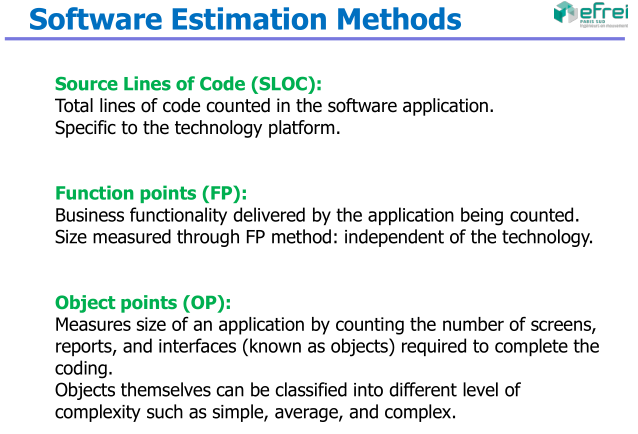 Software Estimation Methods
efrei
PARIS SUD
Source Lines of Code (SLOC):
Total lines of code counted in the software application.
Specific to the technology platform.
Function points (FP):
Business functionality delivered by the application being counted.
Size measured through FP method: independent of the technology.
Object points (OP):
Measures size of an application by counting the number of screens,
reports, and interfaces (known as objects) required to complete the
coding.
Objects themselves can be classified into different level of
complexity such as simple, average, and complex.